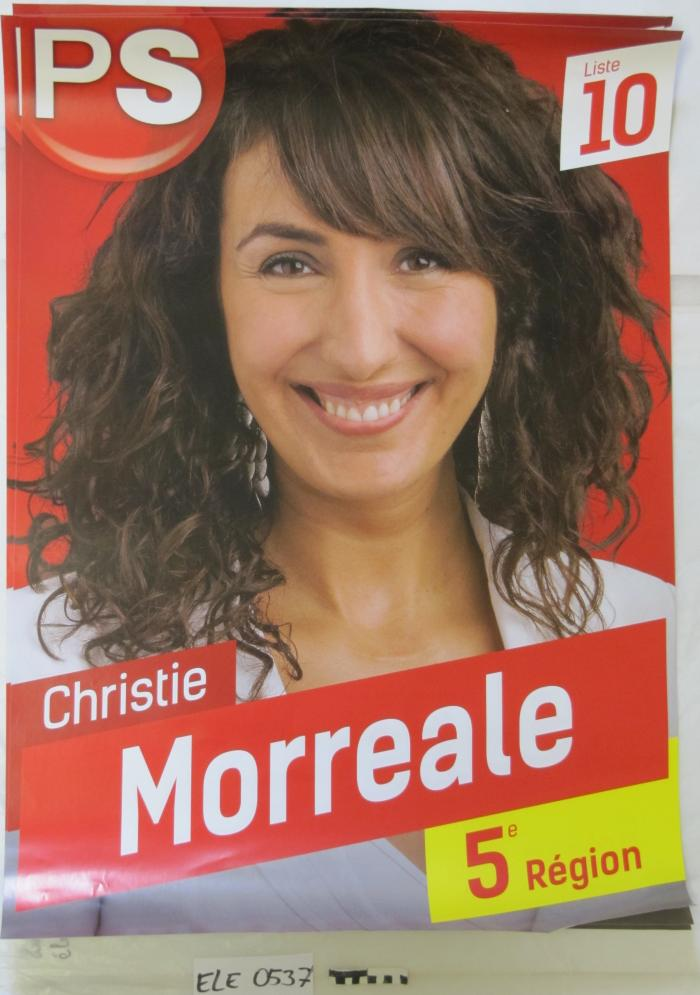 PS
Liste
10
Christie
Morreale
5e Région
ELE 0537